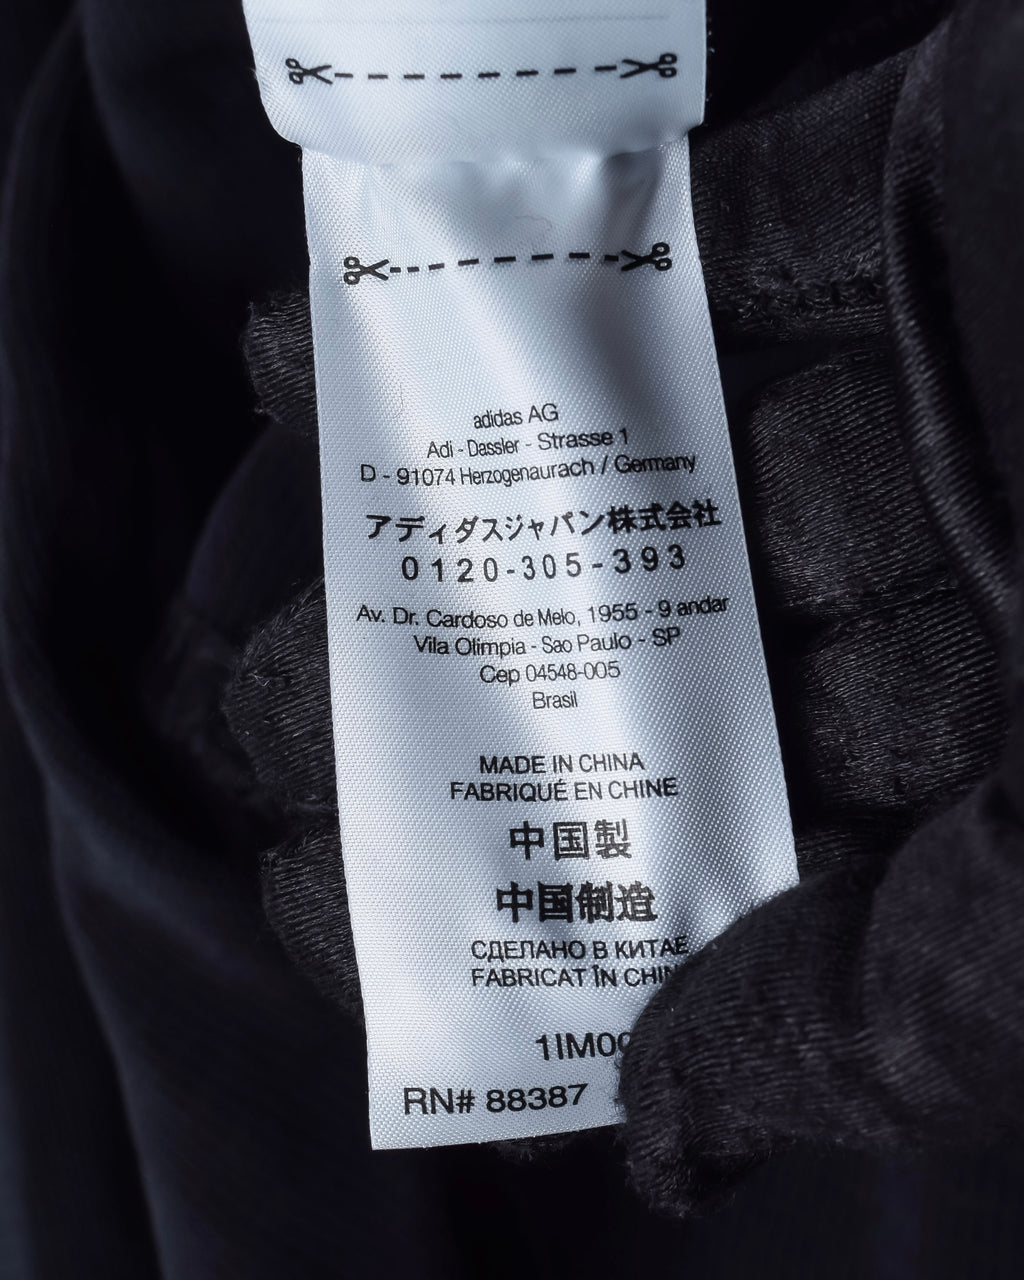 adidas AG
Adi - Dassler - Strasse 1
D - 91074 Herzogenaurach / Germany
アディダスジャパン株式会社
0120-305-393
Av. Dr. Cardoso de Melo, 1955 - 9 andar
Vila Olimpia - Sao Paulo - SP
Cep 04548-005
Brasil
MADE IN CHINA
FABRIQUÉ EN CHINE
中国製
中国制造
СДЕЛАНО В КИТАЕ
FABRICAT ÎN
RN# 88387